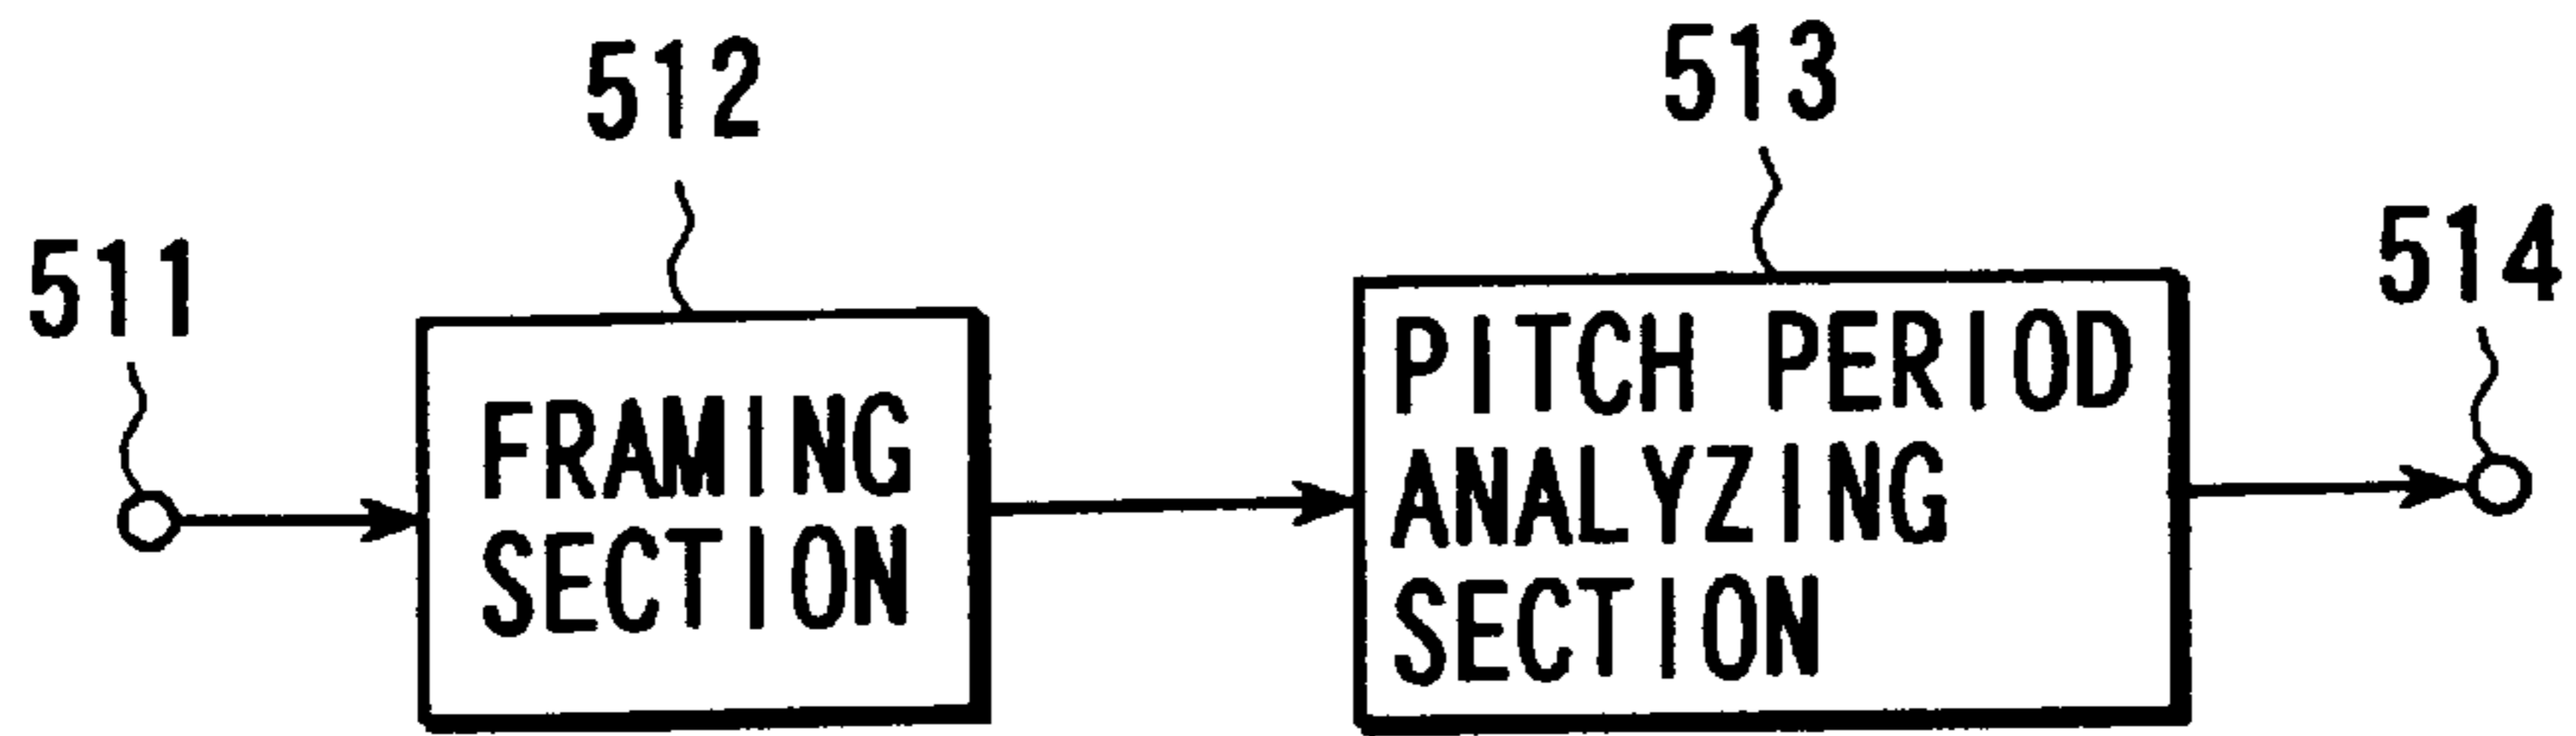 512
513
511
514
FRAMING
SECTION
PITCH PERIOD
ANALYZING
SECTION